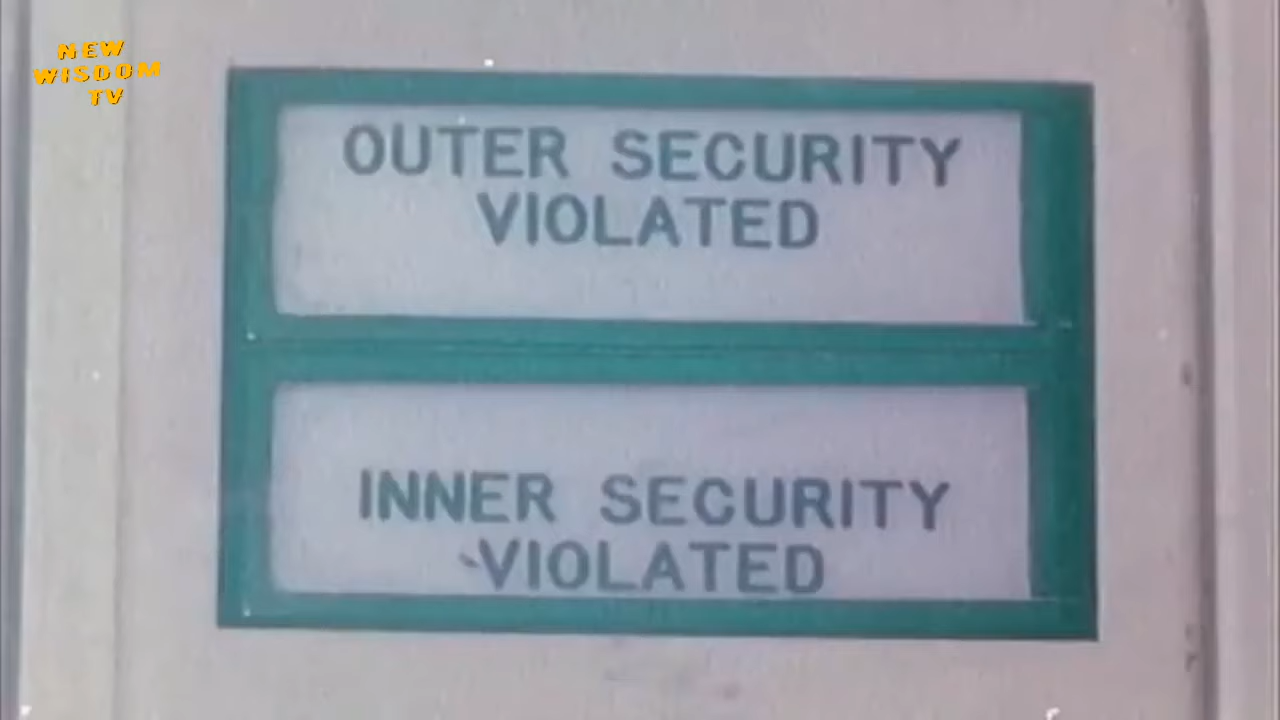 NEW
WISDOM
TV
OUTER SECURITY
VIOLATED
INNER SECURITY
VIOLATED